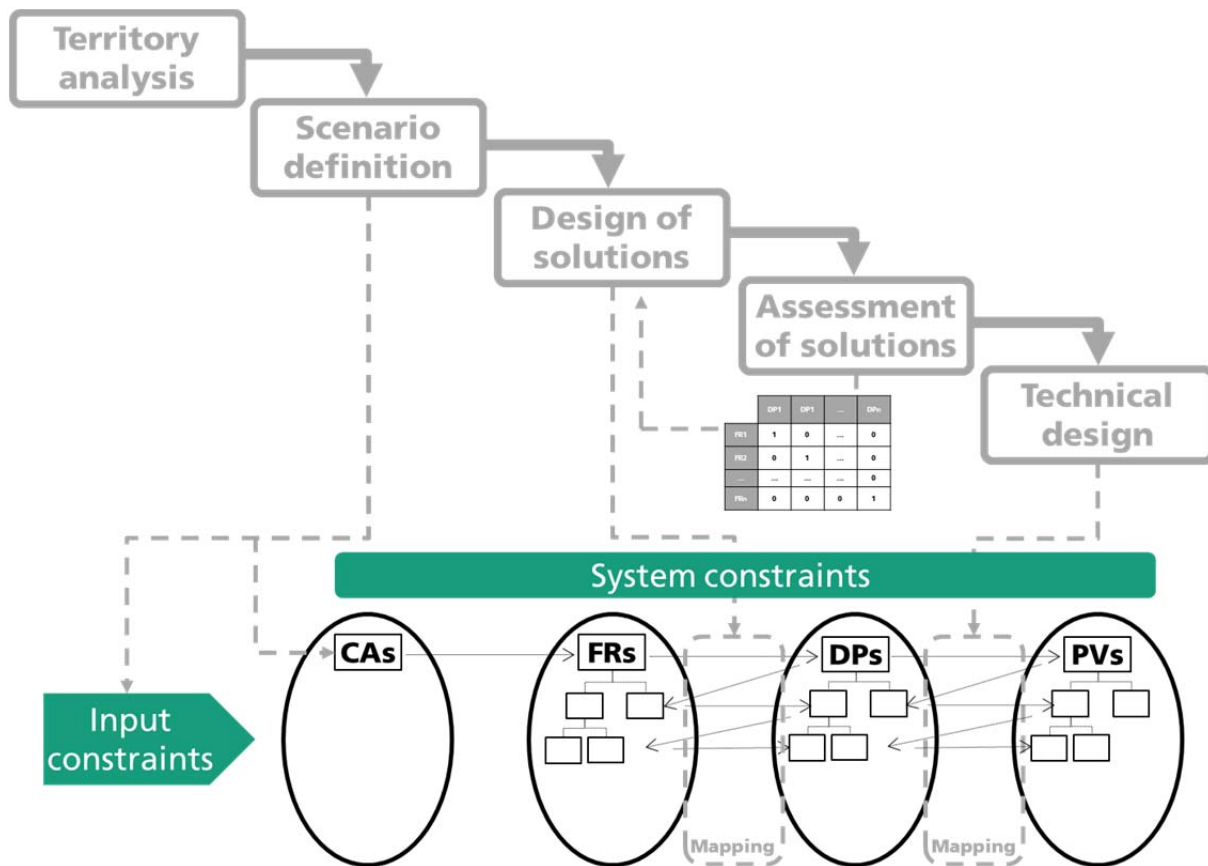 Territory
analysis
Scenario
definition
Design of
solutions
Assessment
of solutions
Technical
design
DP1 DP1 ... DPn
FR1 1 0 ... 0
FR2 0 1 ... 0
... ... ... ... 0
FRn 0 0 0 1
System constraints
CAs FRs DPs PVs
Input
constraints
Mapping Mapping